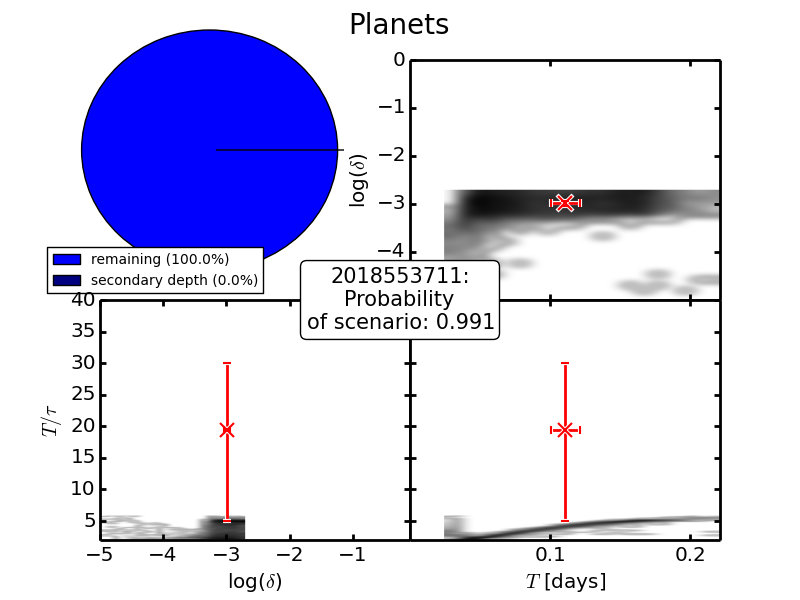 Planets
remaining (100.0%)
secondary depth (0.0%)
0
−1
−2
−3
−4
log(δ)
2018553711:
Probability
of scenario: 0.991
40
35
30
25
20
15
10
5
T/τ
−5
−4
−3
−2
−1
log(δ)
0.1
0.2
T [days]